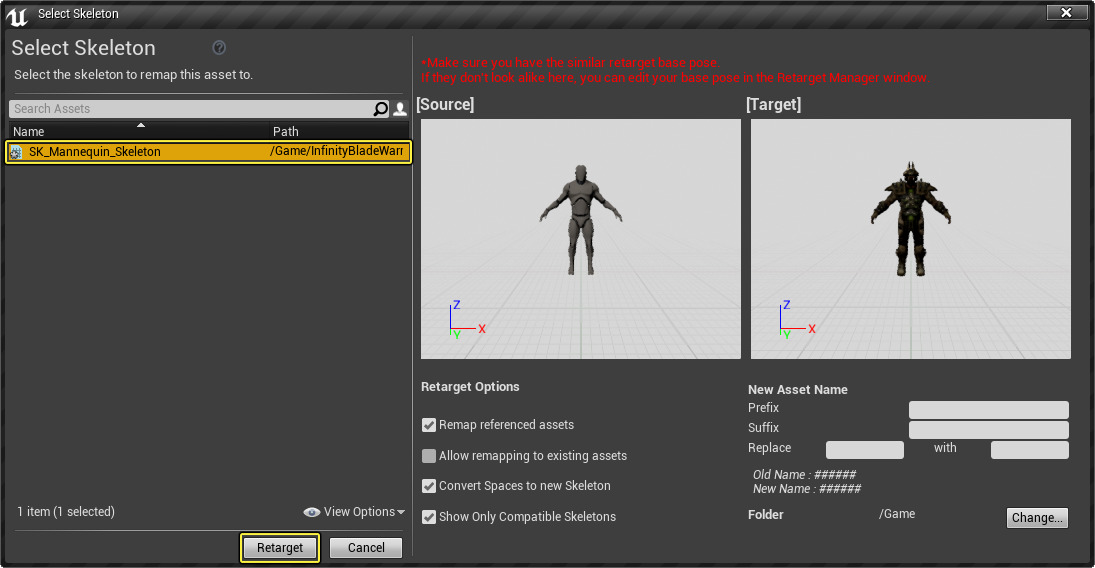 Select Skeleton
Select Skeleton
Select the skeleton to remap this asset to.
Search Assets
Name Path
SK_Mannequin_Skeleton /Game/InfinityBladeWarr
1 item (1 selected)
View Options
Retarget
Cancel
*Make sure you have the similar retarget base pose.
If they don't look alike here, you can edit your base pose in the Retarget Manager window.
[Source]
[Target]
Z
X
Y
Z
X
Y
Retarget Options
Remap referenced assets
Allow remapping to existing assets
Convert Spaces to new Skeleton
Show Only Compatible Skeletons
New Asset Name
Prefix
Suffix
Replace with
Old Name : ######
New Name : ######
Folder /Game Change...